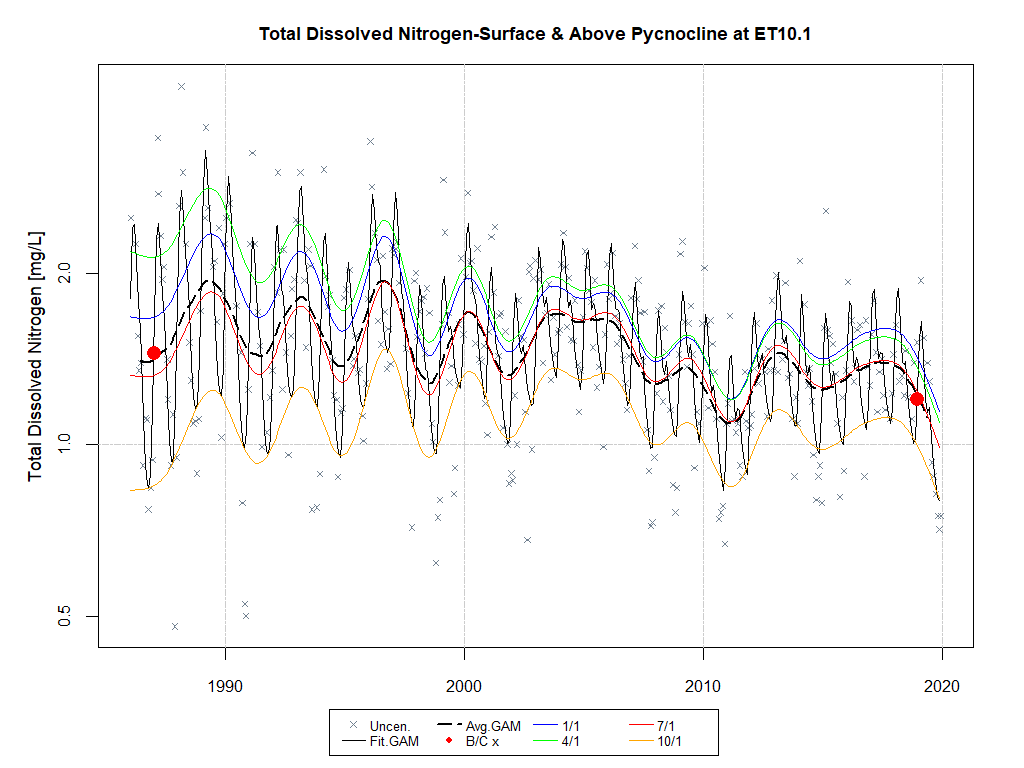 Total Dissolved Nitrogen-Surface & Above Pycnocline at ET10.1
Total Dissolved Nitrogen [mg/L]
2.0
1.0
0.5
1990 2000 2010 2020
Uncen. Avg.GAM 1/1 7/1
Fit.GAM B/C x 4/1 10/1